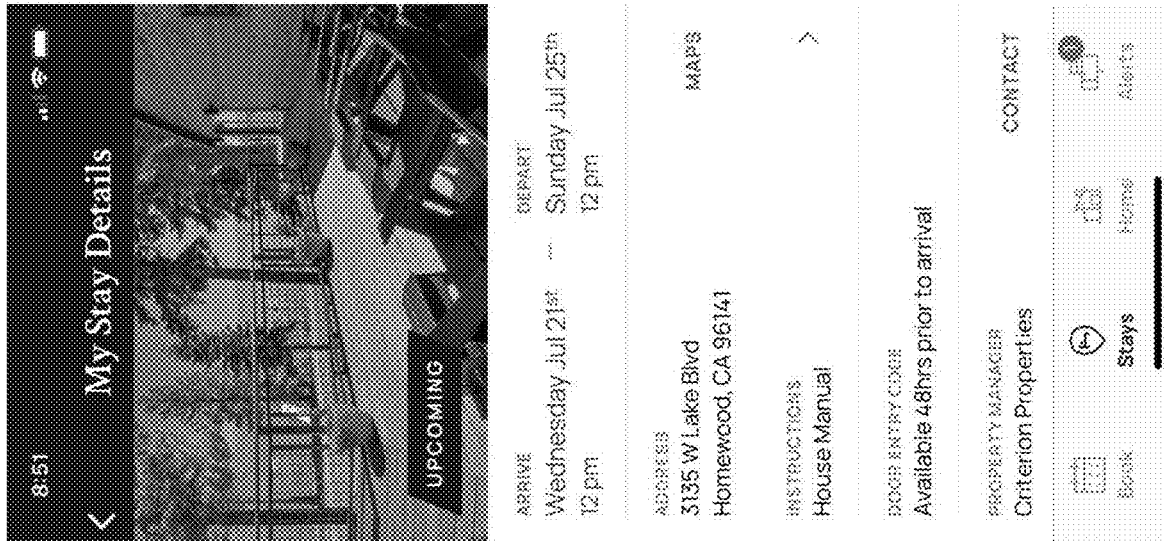 8:51
My Stay Details
UPCOMING
ARRIVE
Wednesday Jul 21st
12 pm
—
DEPART
Sunday Jul 25th
12 pm
ADDRESS
3135 W Lake Blvd
Homewood, CA 96141
MAPS
INSTRUCTIONS
House Manual
DOOR ENTRY CODE
Available 48hrs prior to arrival
PROPERTY MANAGER
Criterion Properties
CONTACT
Book
Stays
Home
Alerts